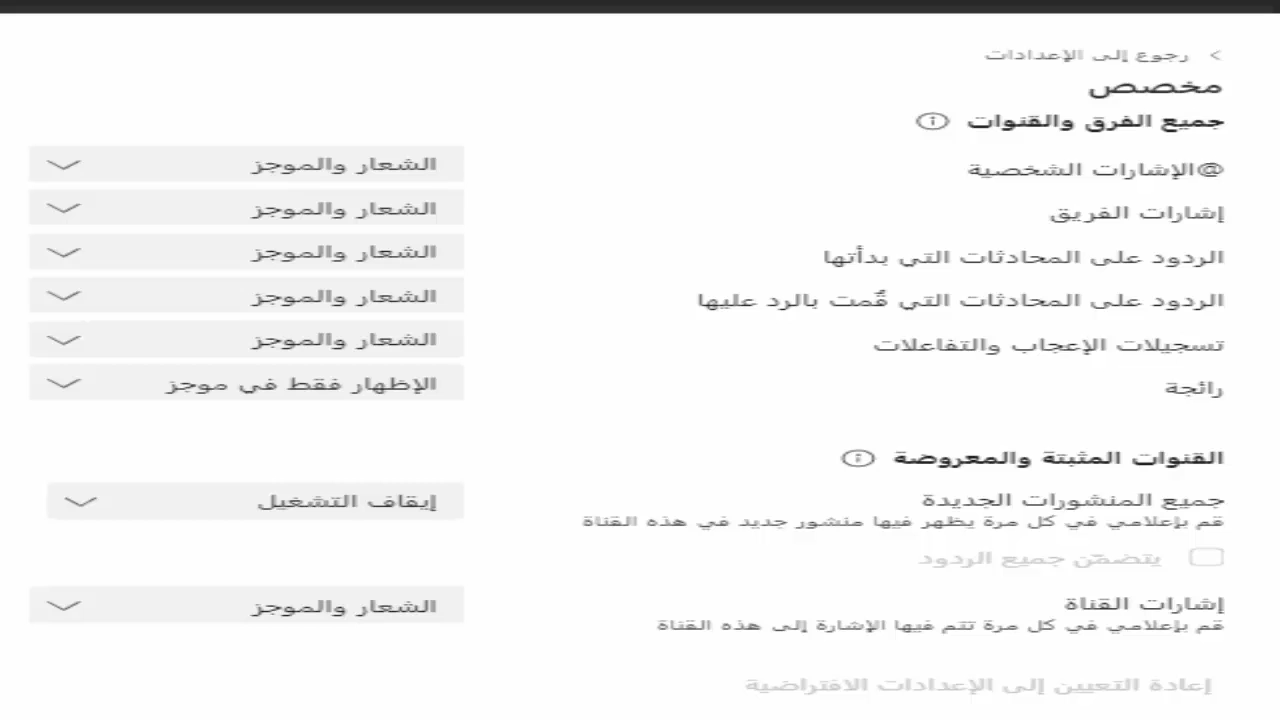 رجوع إلى الإعدادات
مخصص
جميع الفرق والقنوات
@الإشارات الشخصية الشعار والموجز
إشارات الفريق الشعار والموجز
الردود على المحادثات التي بدأتها الشعار والموجز
الردود على المحادثات التي قُمت بالرد عليها الشعار والموجز
تسجيلات الإعجاب والتفاعلات الشعار والموجز
رائجة الإظهار فقط في موجز
القنوات المثبتة والمعروضة
جميع المنشورات الجديدة إيقاف التشغيل
قم بإعلامي في كل مرة يظهر فيها منشور جديد في هذه القناة
يتضمّن جميع الردود
إشارات القناة الشعار والموجز
قم بإعلامي في كل مرة تتم فيها الإشارة إلى هذه القناة
إعادة التعيين إلى الإعدادات الافتراضية